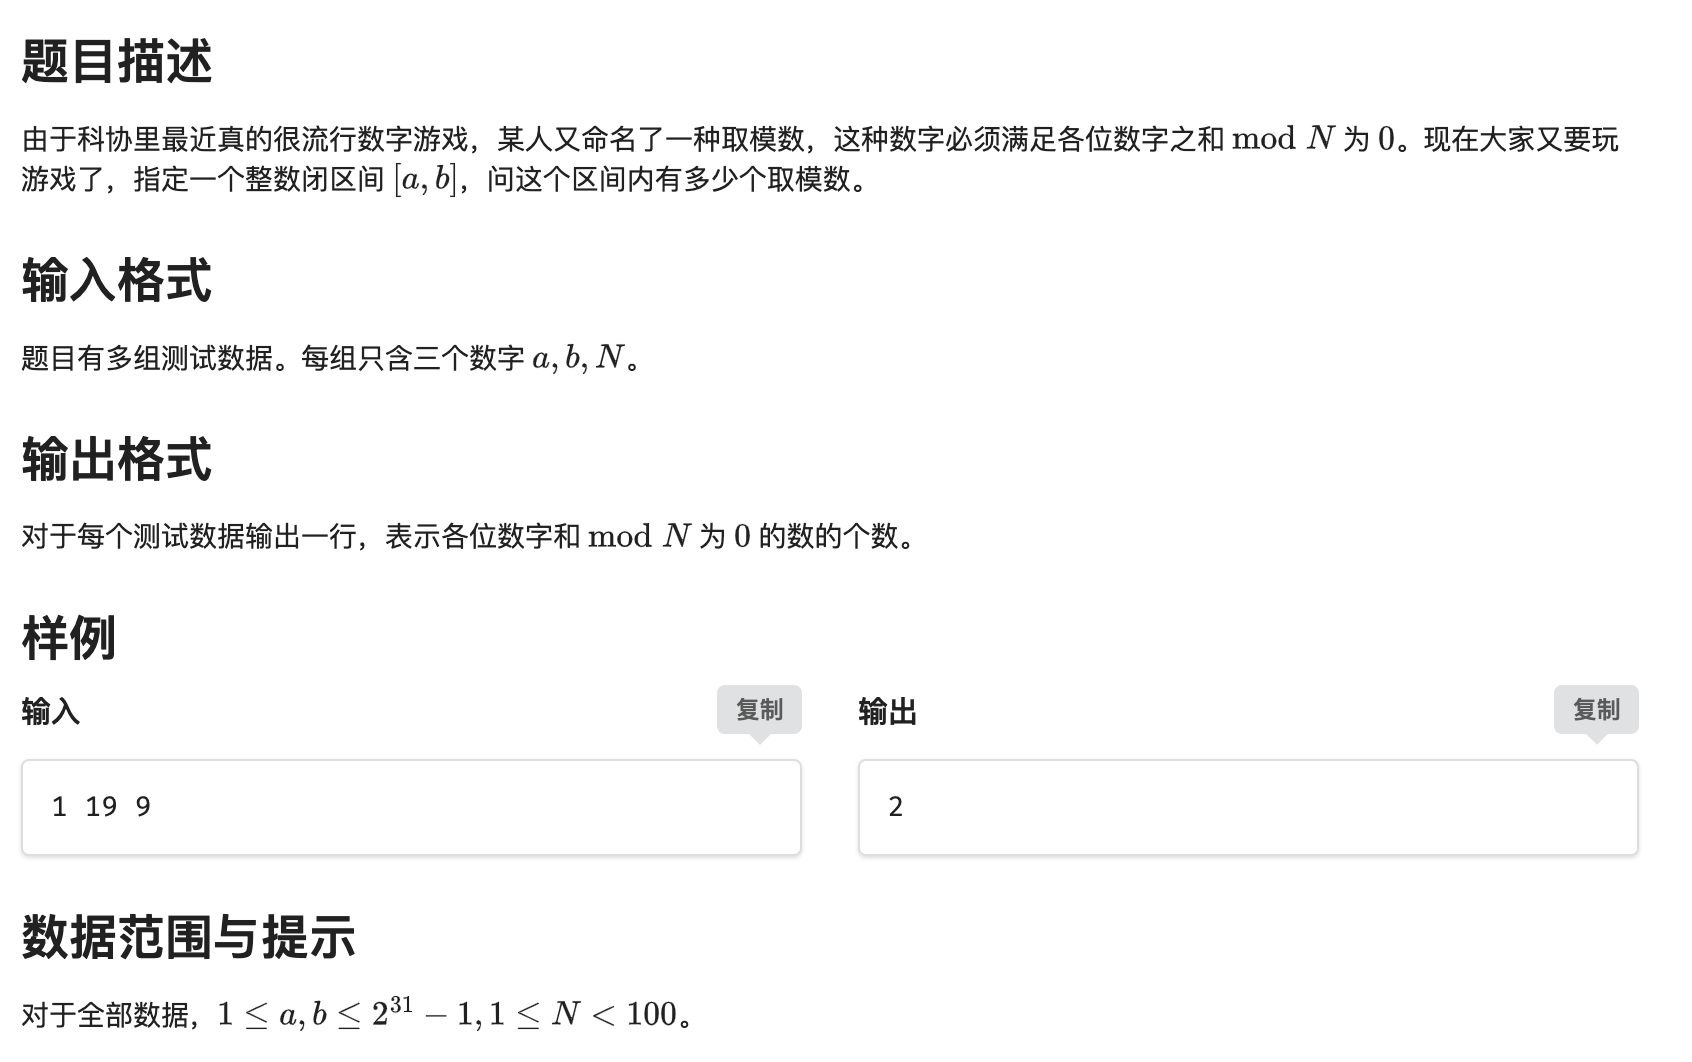 题目描述
由于科协里最近真的很流行数字游戏，某人又命名了一种取模数，这种数字必须满足各位数字之和 mod N 为 0。现在大家又要玩
游戏了，指定一个整数闭区间 [a, b]，问这个区间内有多少个取模数。
输入格式
题目有多组测试数据。每组只含三个数字 a, b, N。
输出格式
对于每个测试数据输出一行，表示各位数字和 mod N 为 0 的数的个数。
样例
输入
复制
输出
复制
1 19 9
2
数据范围与提示
对于全部数据，1 ≤ a, b ≤ 2^31 − 1, 1 ≤ N < 100。